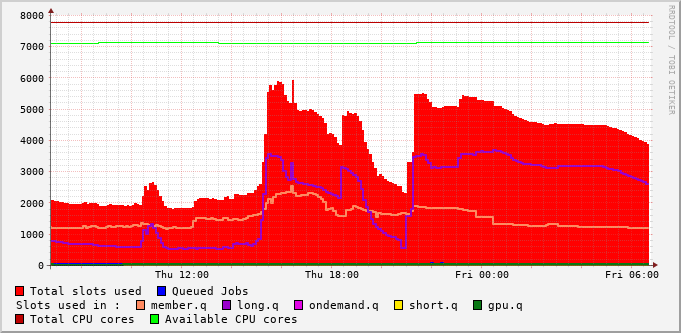 RRDTOOL / TOBI OETIKER
8000
7000
6000
5000
4000
3000
2000
1000
0
Thu 12:00 Thu 18:00 Fri 00:00 Fri 06:00
Total slots used Queued Jobs
Slots used in : member.q long.q ondemand.q short.q gpu.q
Total CPU cores Available CPU cores